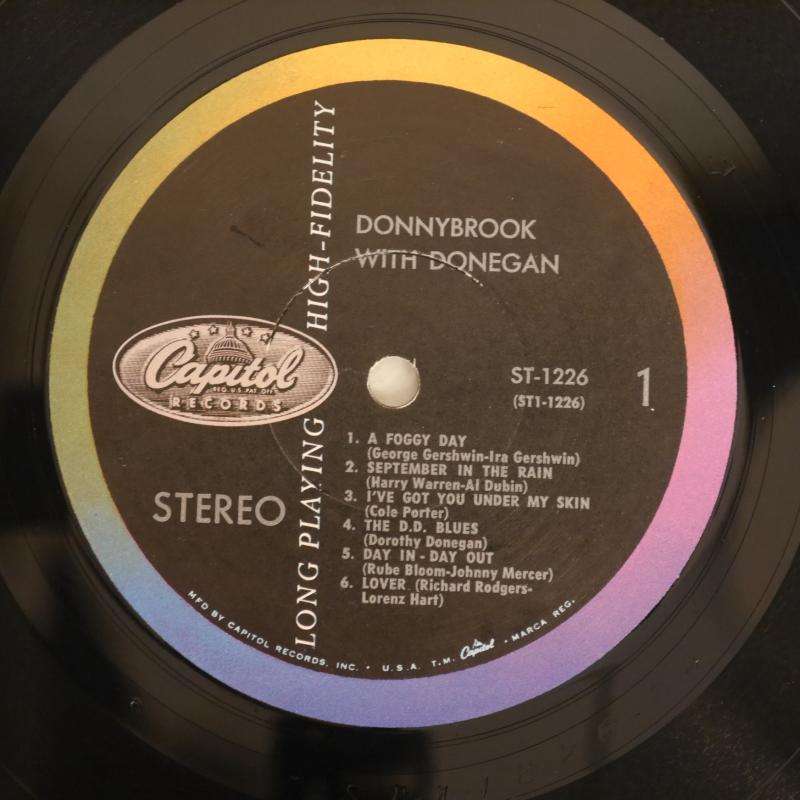 DONNYBROOK
WITH DONEGAN
LONG PLAYING HIGH-FIDELITY
Capitol
REG. U.S. PAT. OFF.
RECORDS
ST-1226
(ST1-1226)
1
STEREO
1. A FOGGY DAY
(George Gershwin-Ira Gershwin)
2. SEPTEMBER IN THE RAIN
(Harry Warren-Al Dubin)
3. I'VE GOT YOU UNDER MY SKIN
(Cole Porter)
4. THE D.D. BLUES
(Dorothy Donegan)
5. DAY IN - DAY OUT
(Rube Bloom-Johnny Mercer)
6. LOVER (Richard Rodgers-
Lorenz Hart)
MFD BY CAPITOL RECORDS, INC. • U.S.A. T.M. Capitol • MARCA REG.